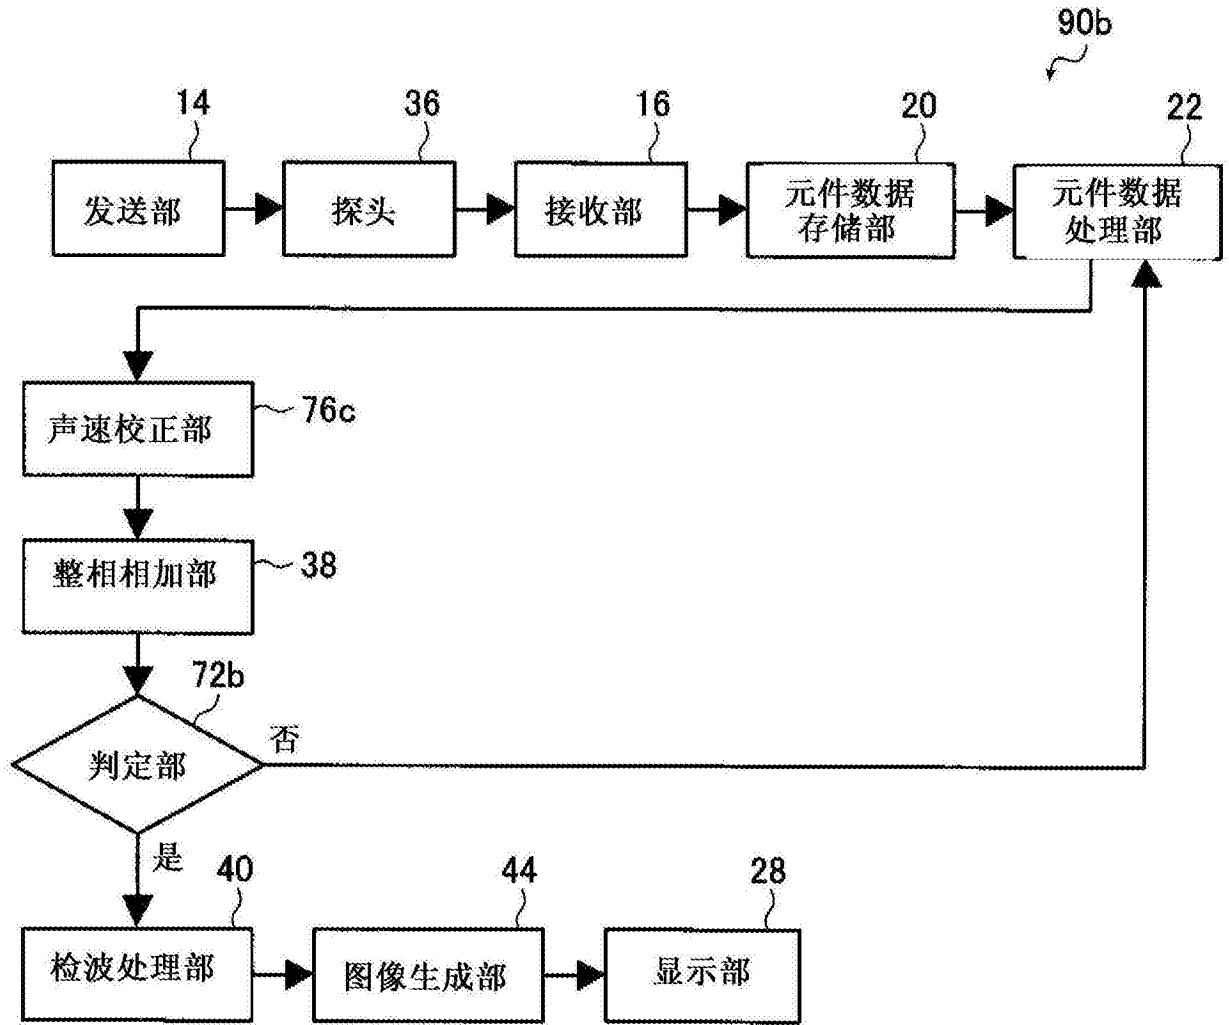 90b
14
36
16
20
22
发送部
探头
接收部
元件数据
存储部
元件数据
处理部
声速校正部
76c
整相相加部
38
72b
判定部
否
是
40
44
28
检波处理部
图像生成部
显示部